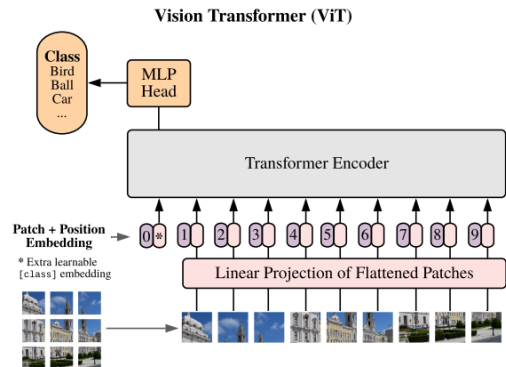 Vision Transformer (ViT)
Class
Bird
Ball
Car
...
MLP
Head
Transformer Encoder
Patch + Position
Embedding
0 * 1 2 3 4 5 6 7 8 9
* Extra learnable
[class] embedding
Linear Projection of Flattened Patches